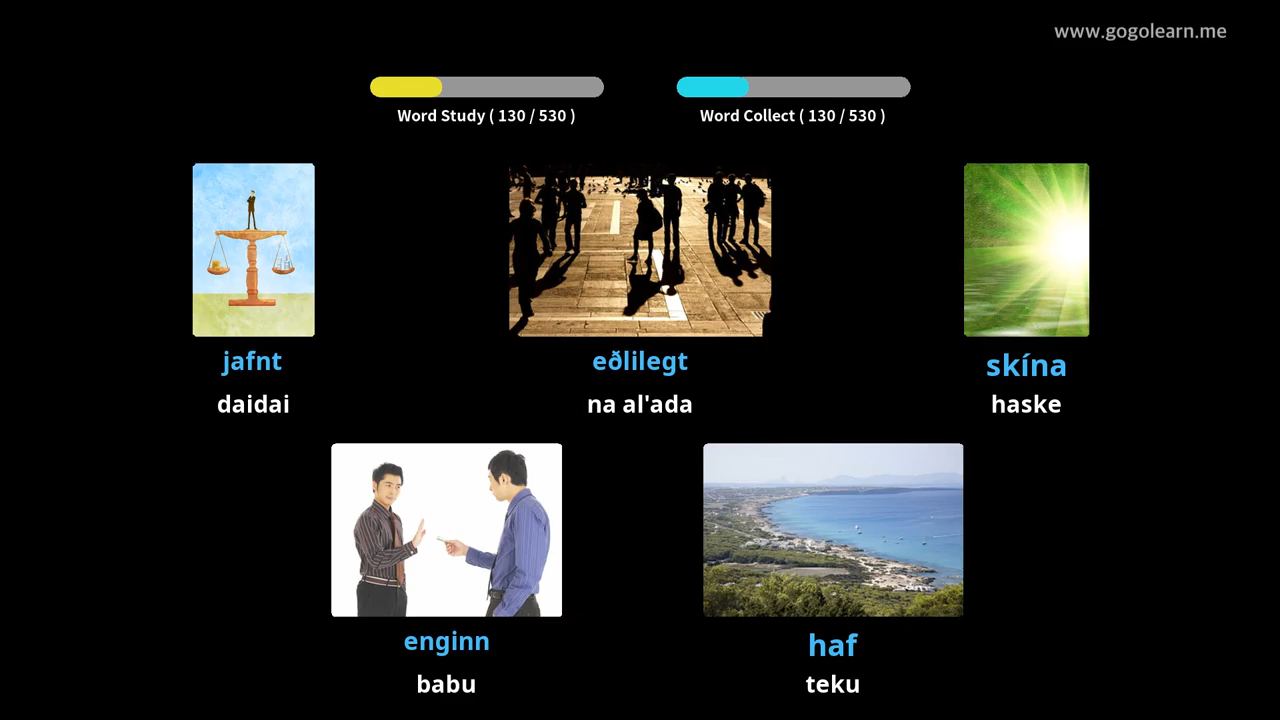 www.gogolearn.me
Word Study ( 130 / 530 )
Word Collect ( 130 / 530 )
jafnt
eðlilegt
skína
daidai
na al'ada
haske
enginn
haf
babu
teku